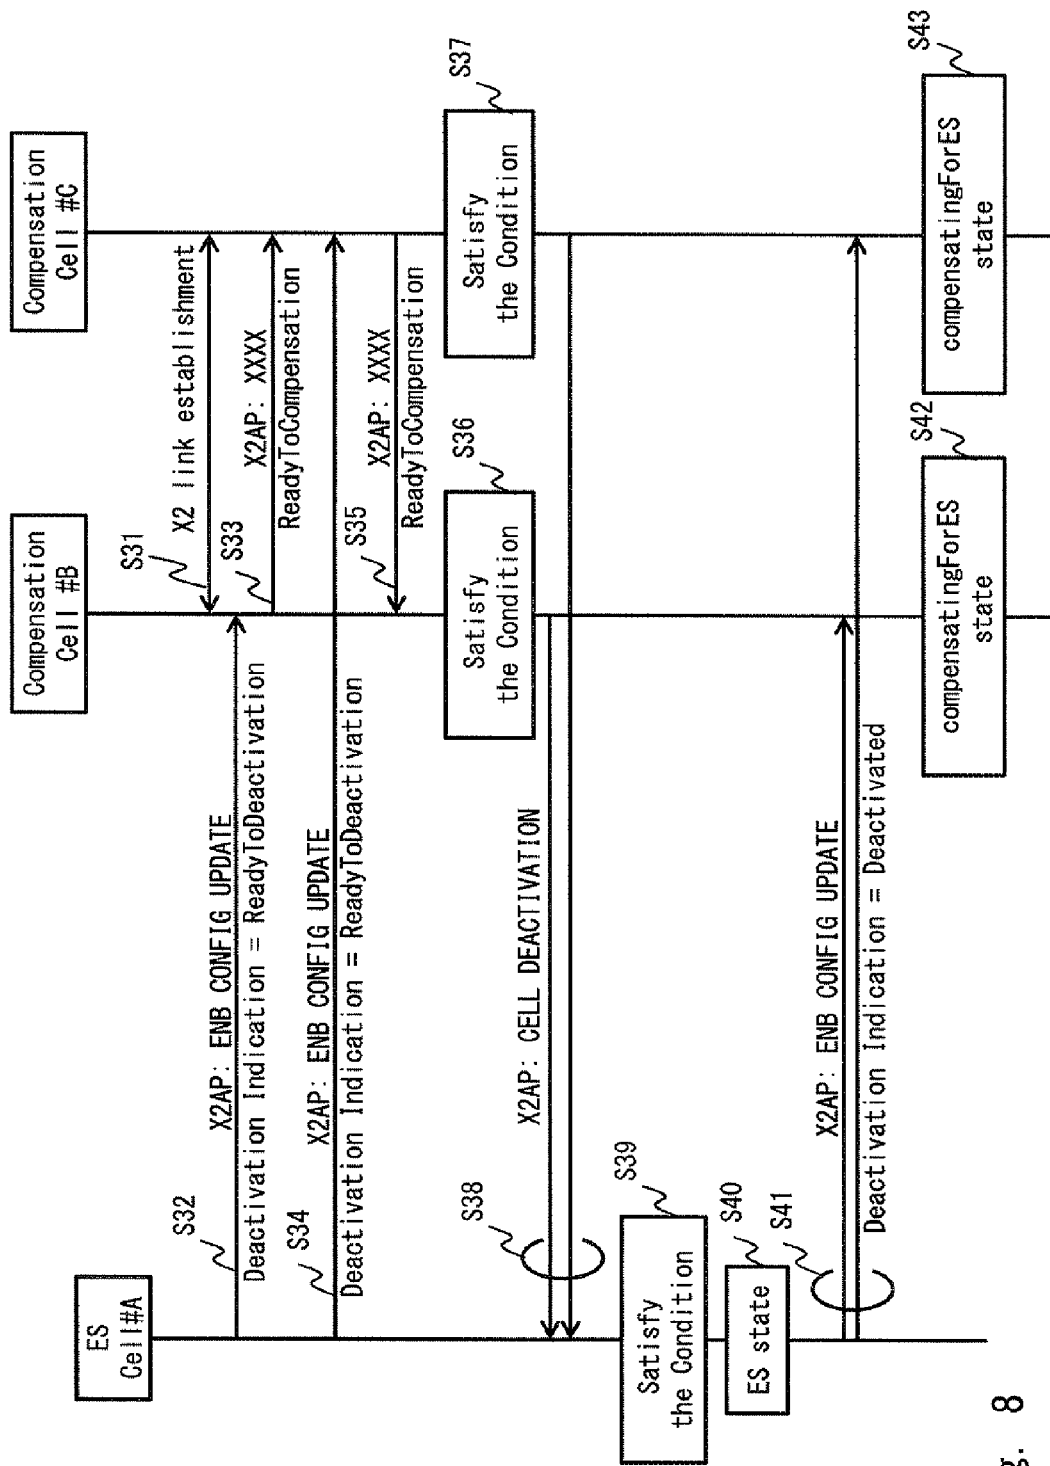 ES
Cell#A
Compensation
Cell #B
Compensation
Cell #C
S31
X2 link establishment
S32
X2AP: ENB CONFIG UPDATE
Deactivation Indication = ReadyToDeactivation
S33
X2AP: XXXX
ReadyToCompensation
S34
X2AP: ENB CONFIG UPDATE
Deactivation Indication = ReadyToDeactivation
S35
X2AP: XXXX
ReadyToCompensation
S36
Satisfy
the Condition
S37
Satisfy
the Condition
S38
X2AP: CELL DEACTIVATION
S39
Satisfy
the Condition
S40
ES state
S41
X2AP: ENB CONFIG UPDATE
Deactivation Indication = Deactivated
S42
compensatingForES
state
S43
compensatingForES
state
8